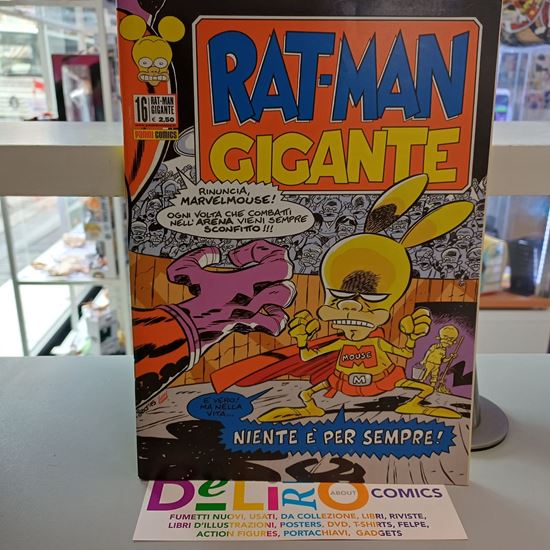 RAT-MAN
GIGANTE
16
RAT-MAN
GIGANTE
€ 2,50
PANINI COMICS
RINUNCIA,
MARVELMOUSE!
OGNI VOLTA CHE COMBATTI
NELL'ARENA VIENI SEMPRE
SCONFITTO!!!
MOUSE
M
È VERO!
MA NELLA
VITA...
NIENTE È PER SEMPRE!
DeLiRO ABOUT COMICS
FUMETTI NUOVI, USATI, DA COLLEZIONE, LIBRI, RIVISTE,
LIBRI D'ILLUSTRAZIONI, POSTERS, DVD, T-SHIRTS, FELPE,
ACTION FIGURES, PORTACHIAVI, GADGETS